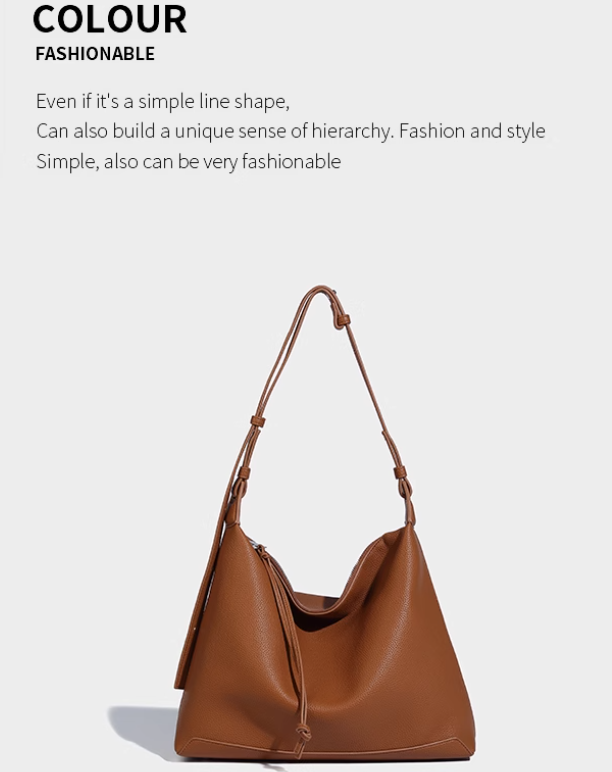 COLOUR
FASHIONABLE
Even if it's a simple line shape,
Can also build a unique sense of hierarchy. Fashion and style
Simple, also can be very fashionable